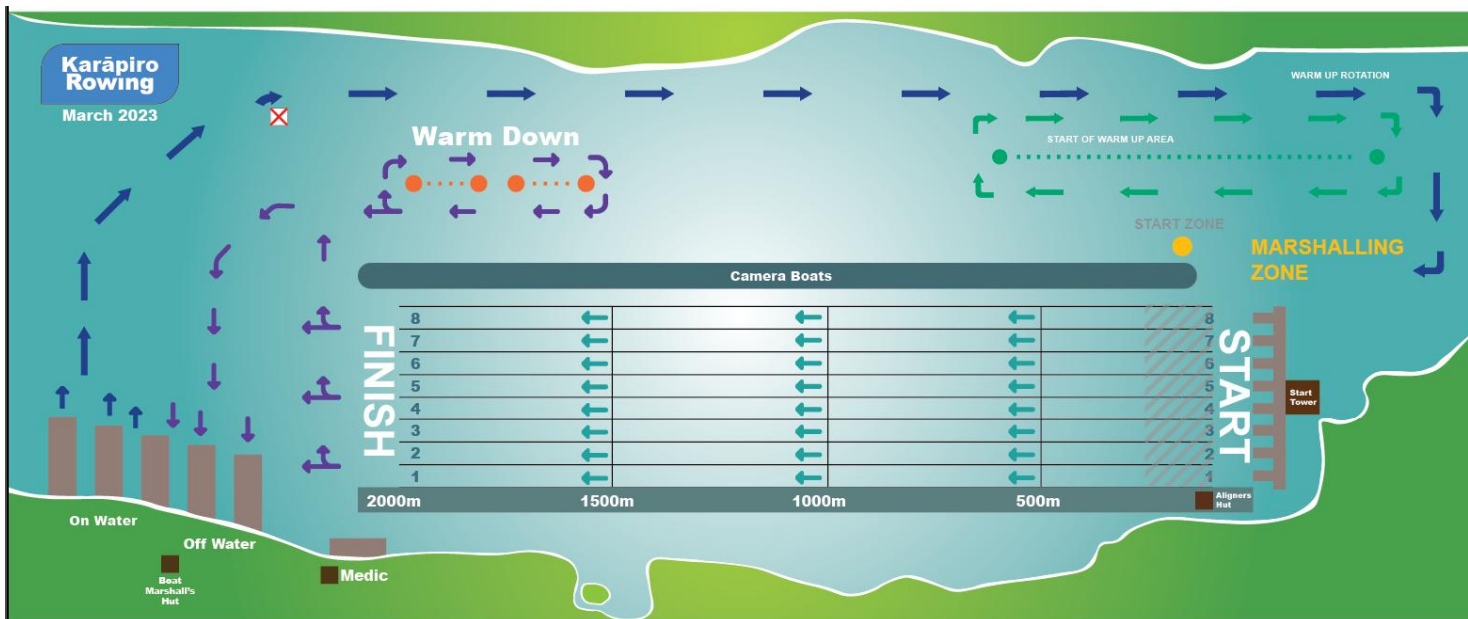 Karāpiro
Rowing
March 2023
WARM UP ROTATION
Warm Down
START OF WARM UP AREA
START ZONE
MARSHALLING
ZONE
Camera Boats
FINISH
8
7
6
5
4
3
2
1
8
7
6
5
4
3
2
1
START
Start
Tower
2000m
1500m
1000m
500m
Aligners
Hut
On Water
Off Water
Boat
Marshall's
Hut
Medic